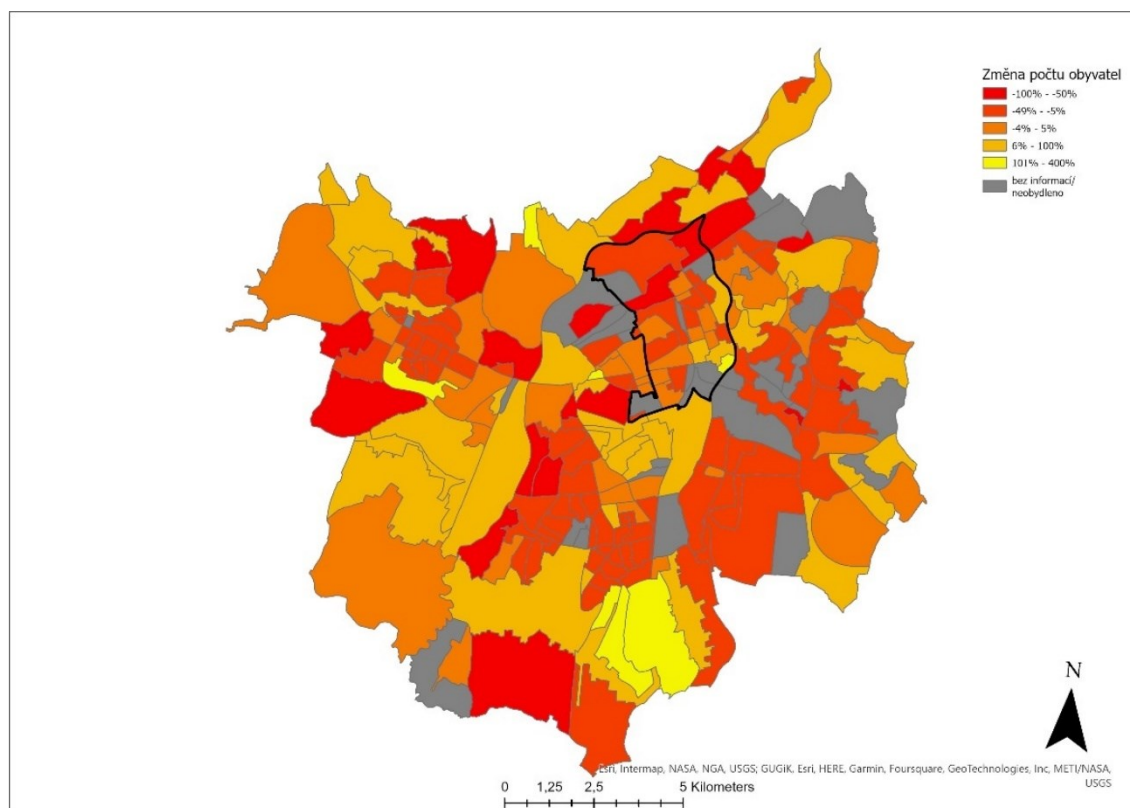 Změna počtu obyvatel
-100% - -50%
-49% - -5%
-4% - 5%
6% - 100%
101% - 400%
bez informací/
neobydleno
N
Esri, Intermap, NASA, NGA, USGS; GUGiK, Esri, HERE, Garmin, Foursquare, GeoTechnologies, Inc, METI/NASA,
USGS
0 1,25 2,5 5 Kilometers